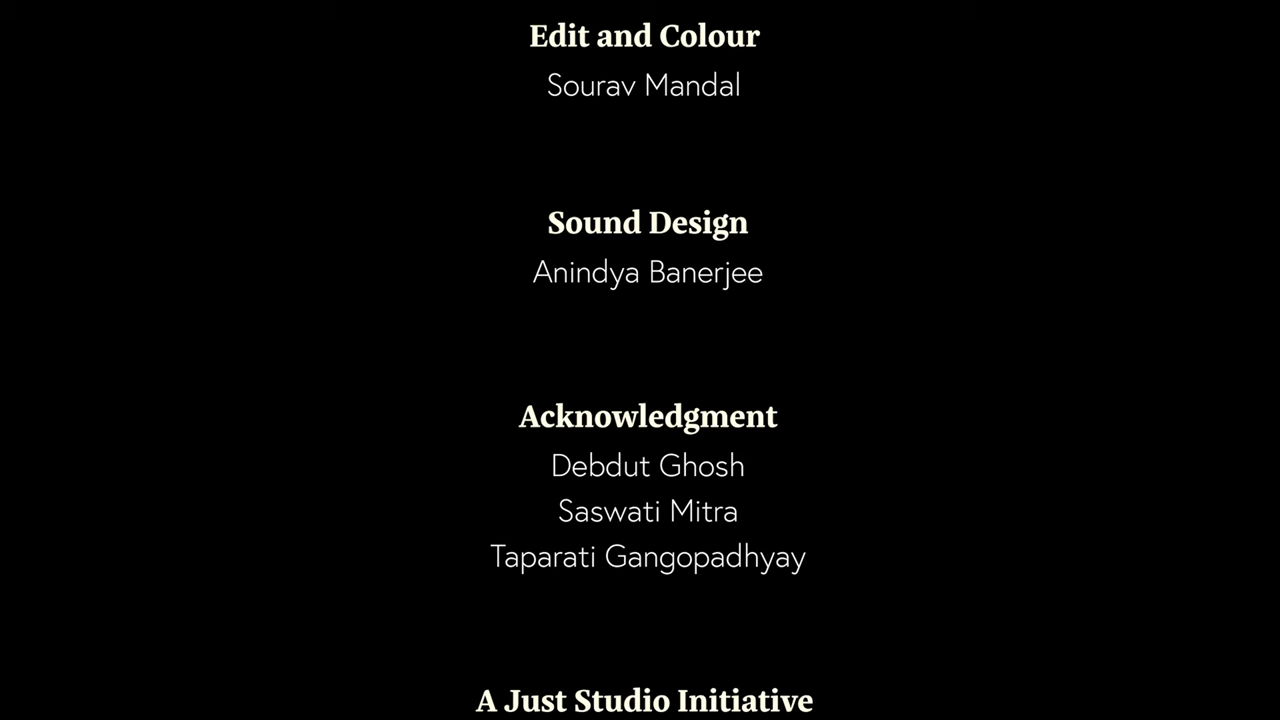 Edit and Colour
Sourav Mandal
Sound Design
Anindya Banerjee
Acknowledgment
Debdut Ghosh
Saswati Mitra
Taparati Gangopadhyay
A Just Studio Initiative